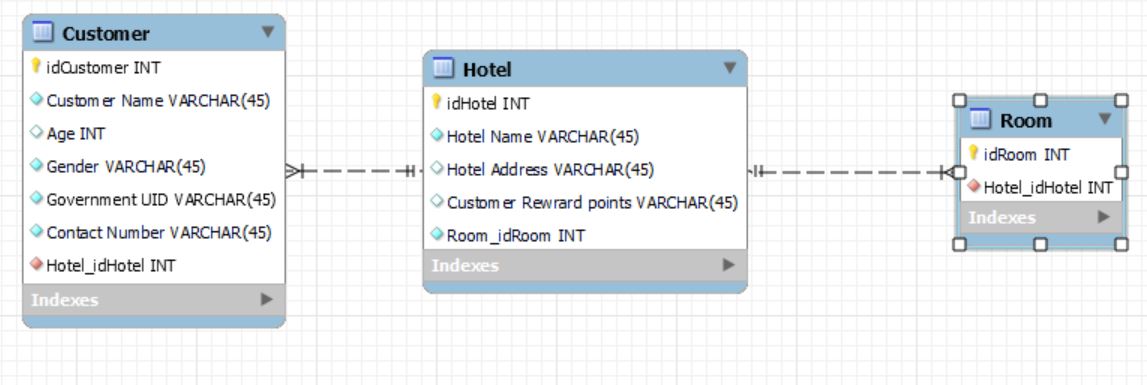 Customer
idCustomer INT
Customer Name VARCHAR(45)
Age INT
Gender VARCHAR(45)
Government UID VARCHAR(45)
Contact Number VARCHAR(45)
Hotel_idHotel INT
Indexes
Hotel
idHotel INT
Hotel Name VARCHAR(45)
Hotel Address VARCHAR(45)
Customer Rewrard points VARCHAR(45)
Room_idRoom INT
Indexes
Room
idRoom INT
Hotel_idHotel INT
Indexes